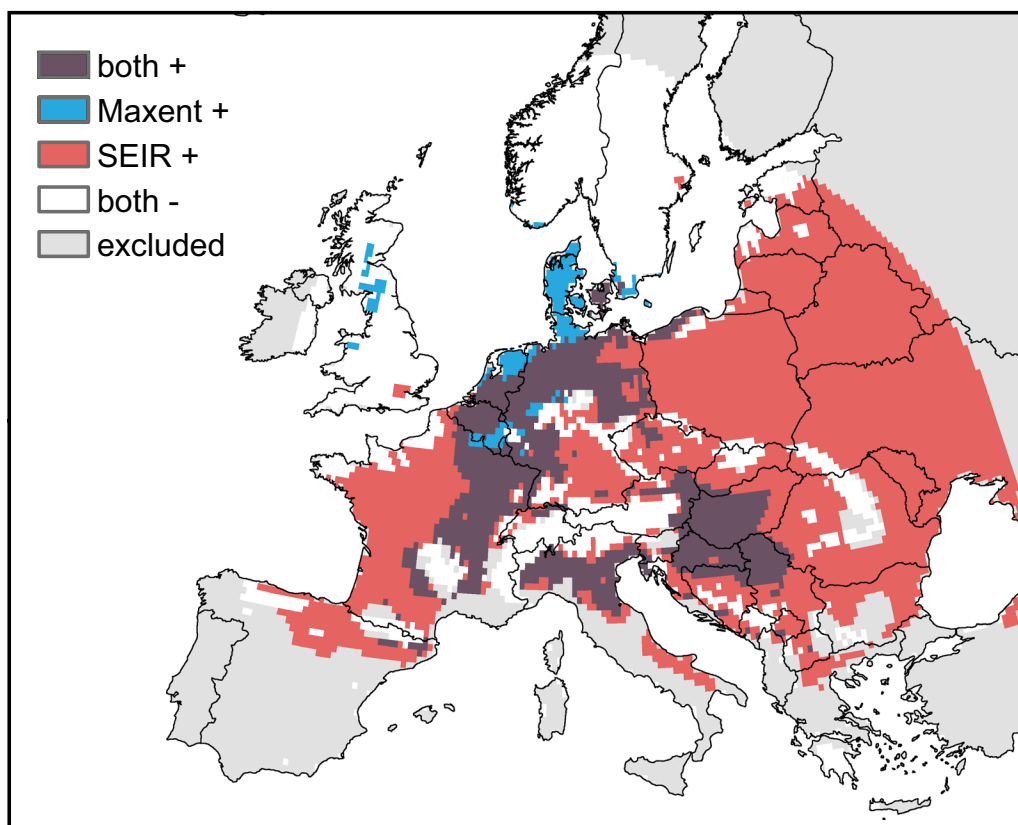 both +
Maxent +
SEIR +
both -
excluded